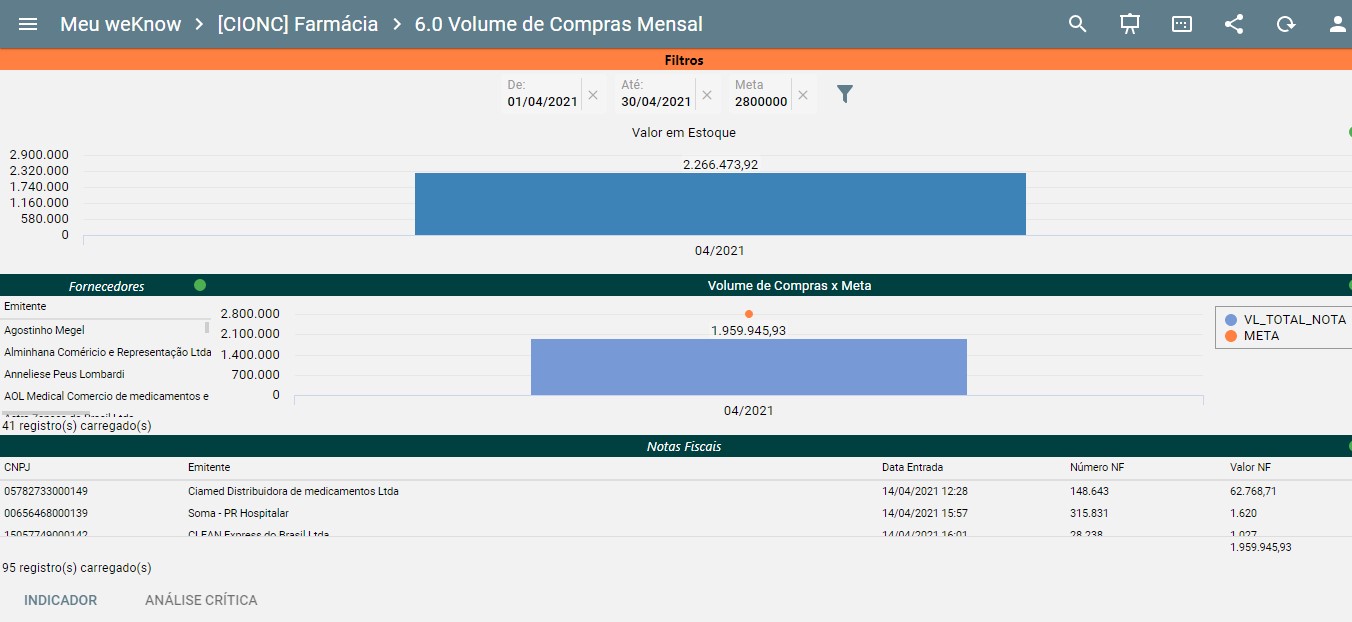 Meu weKnow > [CIONC] Farmácia > 6.0 Volume de Compras Mensal
Filtros
De: 01/04/2021 × Até: 30/04/2021 × Meta 2800000 ×
Valor em Estoque
2.900.000
2.320.000
1.740.000
1.160.000
580.000
0
2.266.473,92
04/2021
Fornecedores
Emitente
Agostinho Megel
Alminhana Comércio e Representação Ltda
Anneliese Peus Lombardi
AOL Medical Comercio de medicamentos e
41 registro(s) carregado(s)
Volume de Compras x Meta
2.800.000
2.100.000
1.400.000
700.000
0
1.959.945,93
04/2021
VL_TOTAL_NOTA
META
Notas Fiscais
CNPJ Emitente Data Entrada Número NF Valor NF
05782733000149 Ciamed Distribuidora de medicamentos Ltda 14/04/2021 12:28 148.643 62.768,71
00656468000139 Soma - PR Hospitalar 14/04/2021 15:57 315.831 1.620
15057749000142 CLEAN Express do Brasil Ltda 14/04/2021 16:01 28.238 1.027
1.959.945,93
95 registro(s) carregado(s)
INDICADOR ANÁLISE CRÍTICA